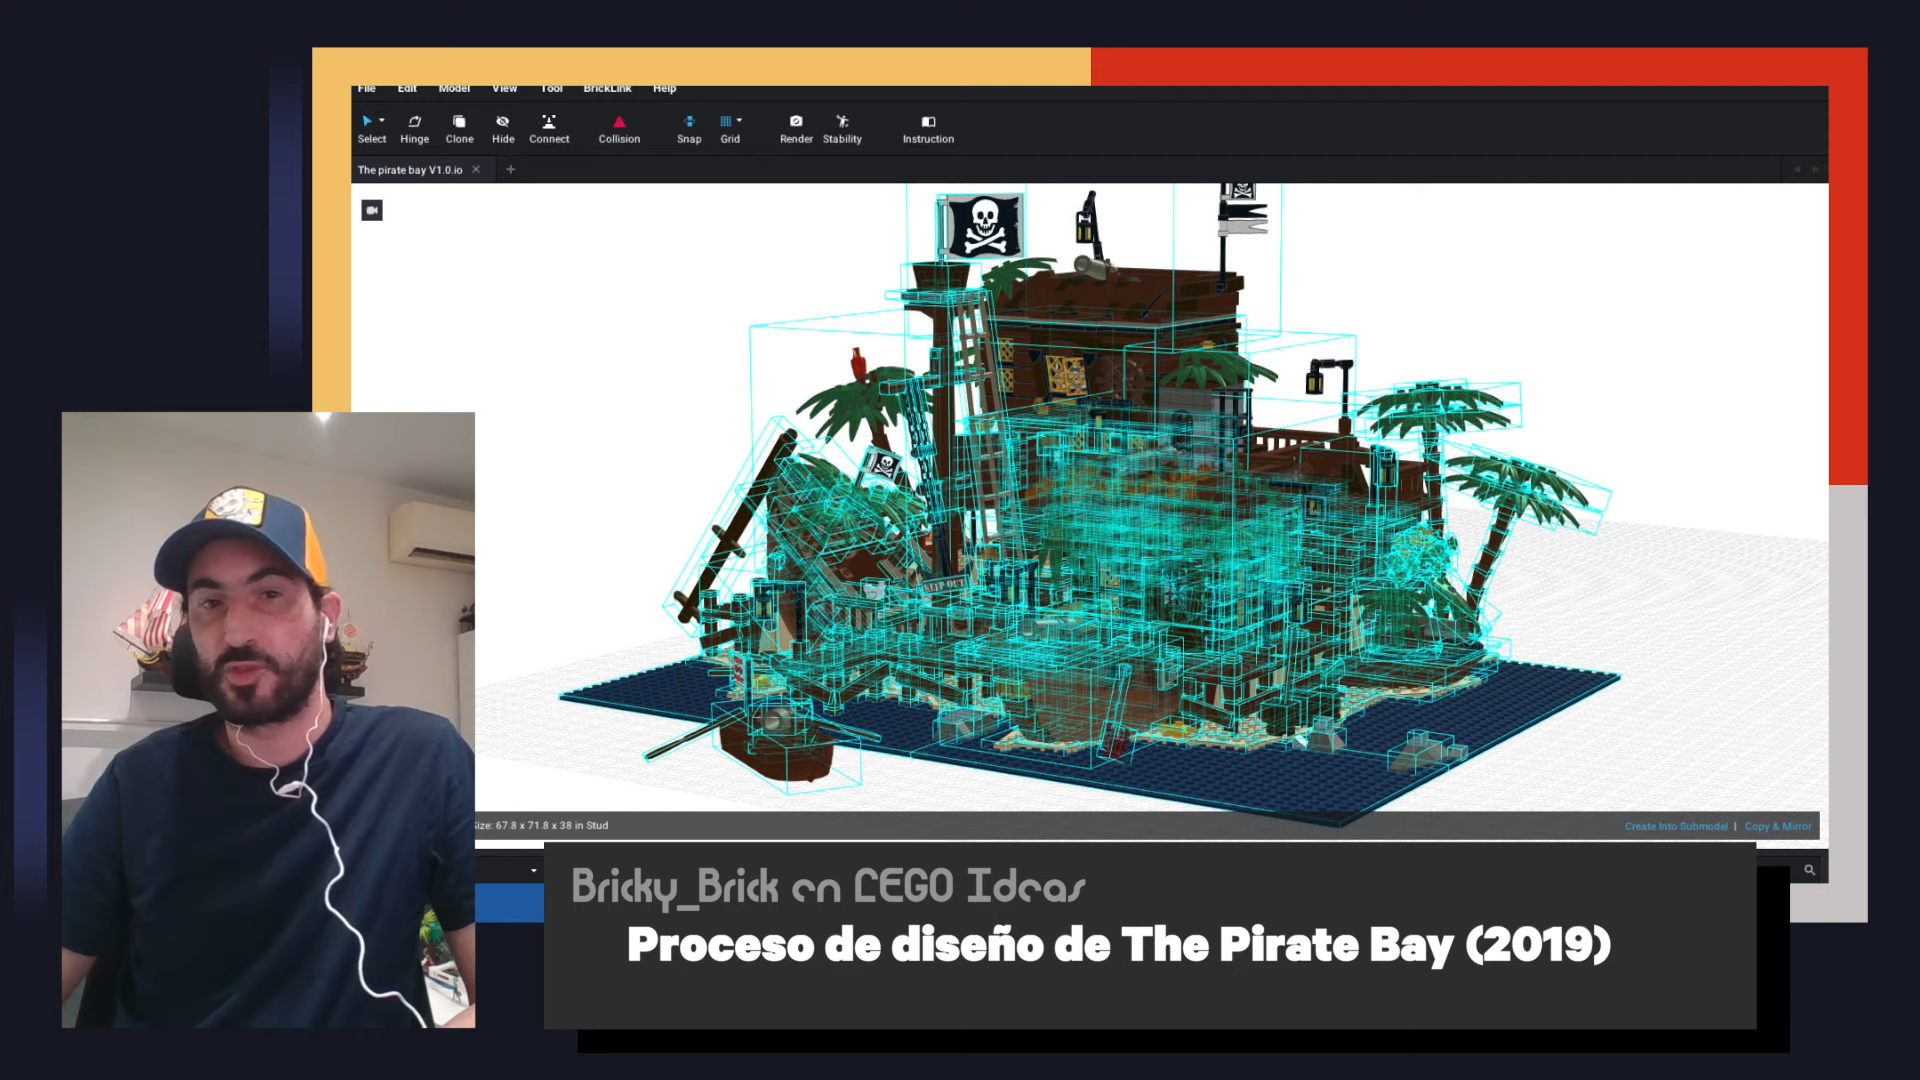 File Edit Model View Tool BrickLink Help
Select Hinge Clone Hide Connect Collision Snap Grid Render Stability Instruction
The pirate bay V1.0.io
KEEP OUT
Size: 67.8 x 71.8 x 38 in Stud
Create Into Submodel | Copy & Mirror
Bricky_Brick en LEGO Ideas
Proceso de diseño de The Pirate Bay (2019)